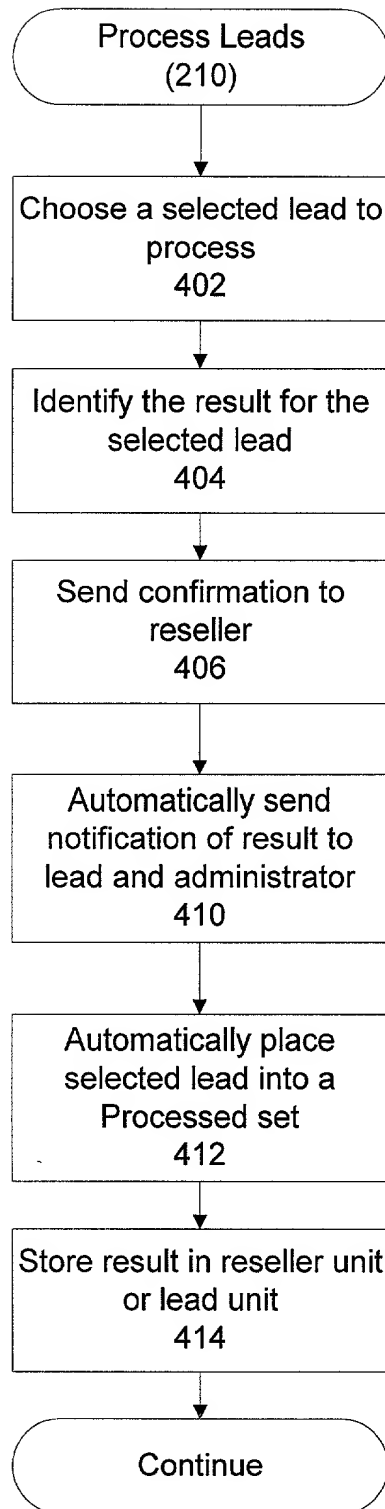 Process Leads
(210)
Choose a selected lead to
process
402
Identify the result for the
selected lead
404
Send confirmation to
reseller
406
Automatically send
notification of result to
lead and administrator
410
Automatically place
selected lead into a
Processed set
412
Store result in reseller unit
or lead unit
414
Continue